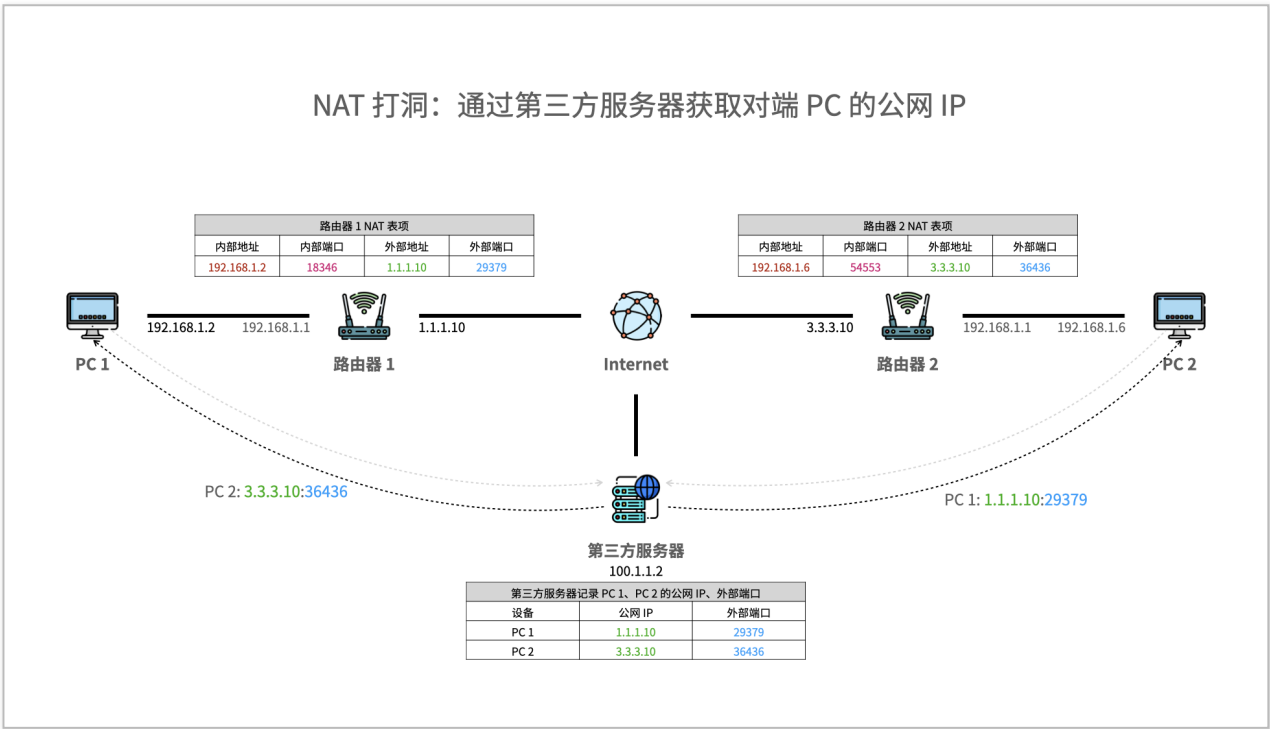 NAT 打洞：通过第三方服务器获取对端 PC 的公网 IP
路由器 1 NAT 表项
内部地址 内部端口 外部地址 外部端口
192.168.1.2 18346 1.1.1.10 29379
路由器 2 NAT 表项
内部地址 内部端口 外部地址 外部端口
192.168.1.6 54553 3.3.3.10 36436
192.168.1.2 192.168.1.1 1.1.1.10 3.3.3.10 192.168.1.1 192.168.1.6
PC 1 路由器 1 Internet 路由器 2 PC 2
PC 2: 3.3.3.10:36436
PC 1: 1.1.1.10:29379
第三方服务器
100.1.1.2
第三方服务器记录 PC 1、PC 2 的公网 IP、外部端口
设备 公网 IP 外部端口
PC 1 1.1.1.10 29379
PC 2 3.3.3.10 36436